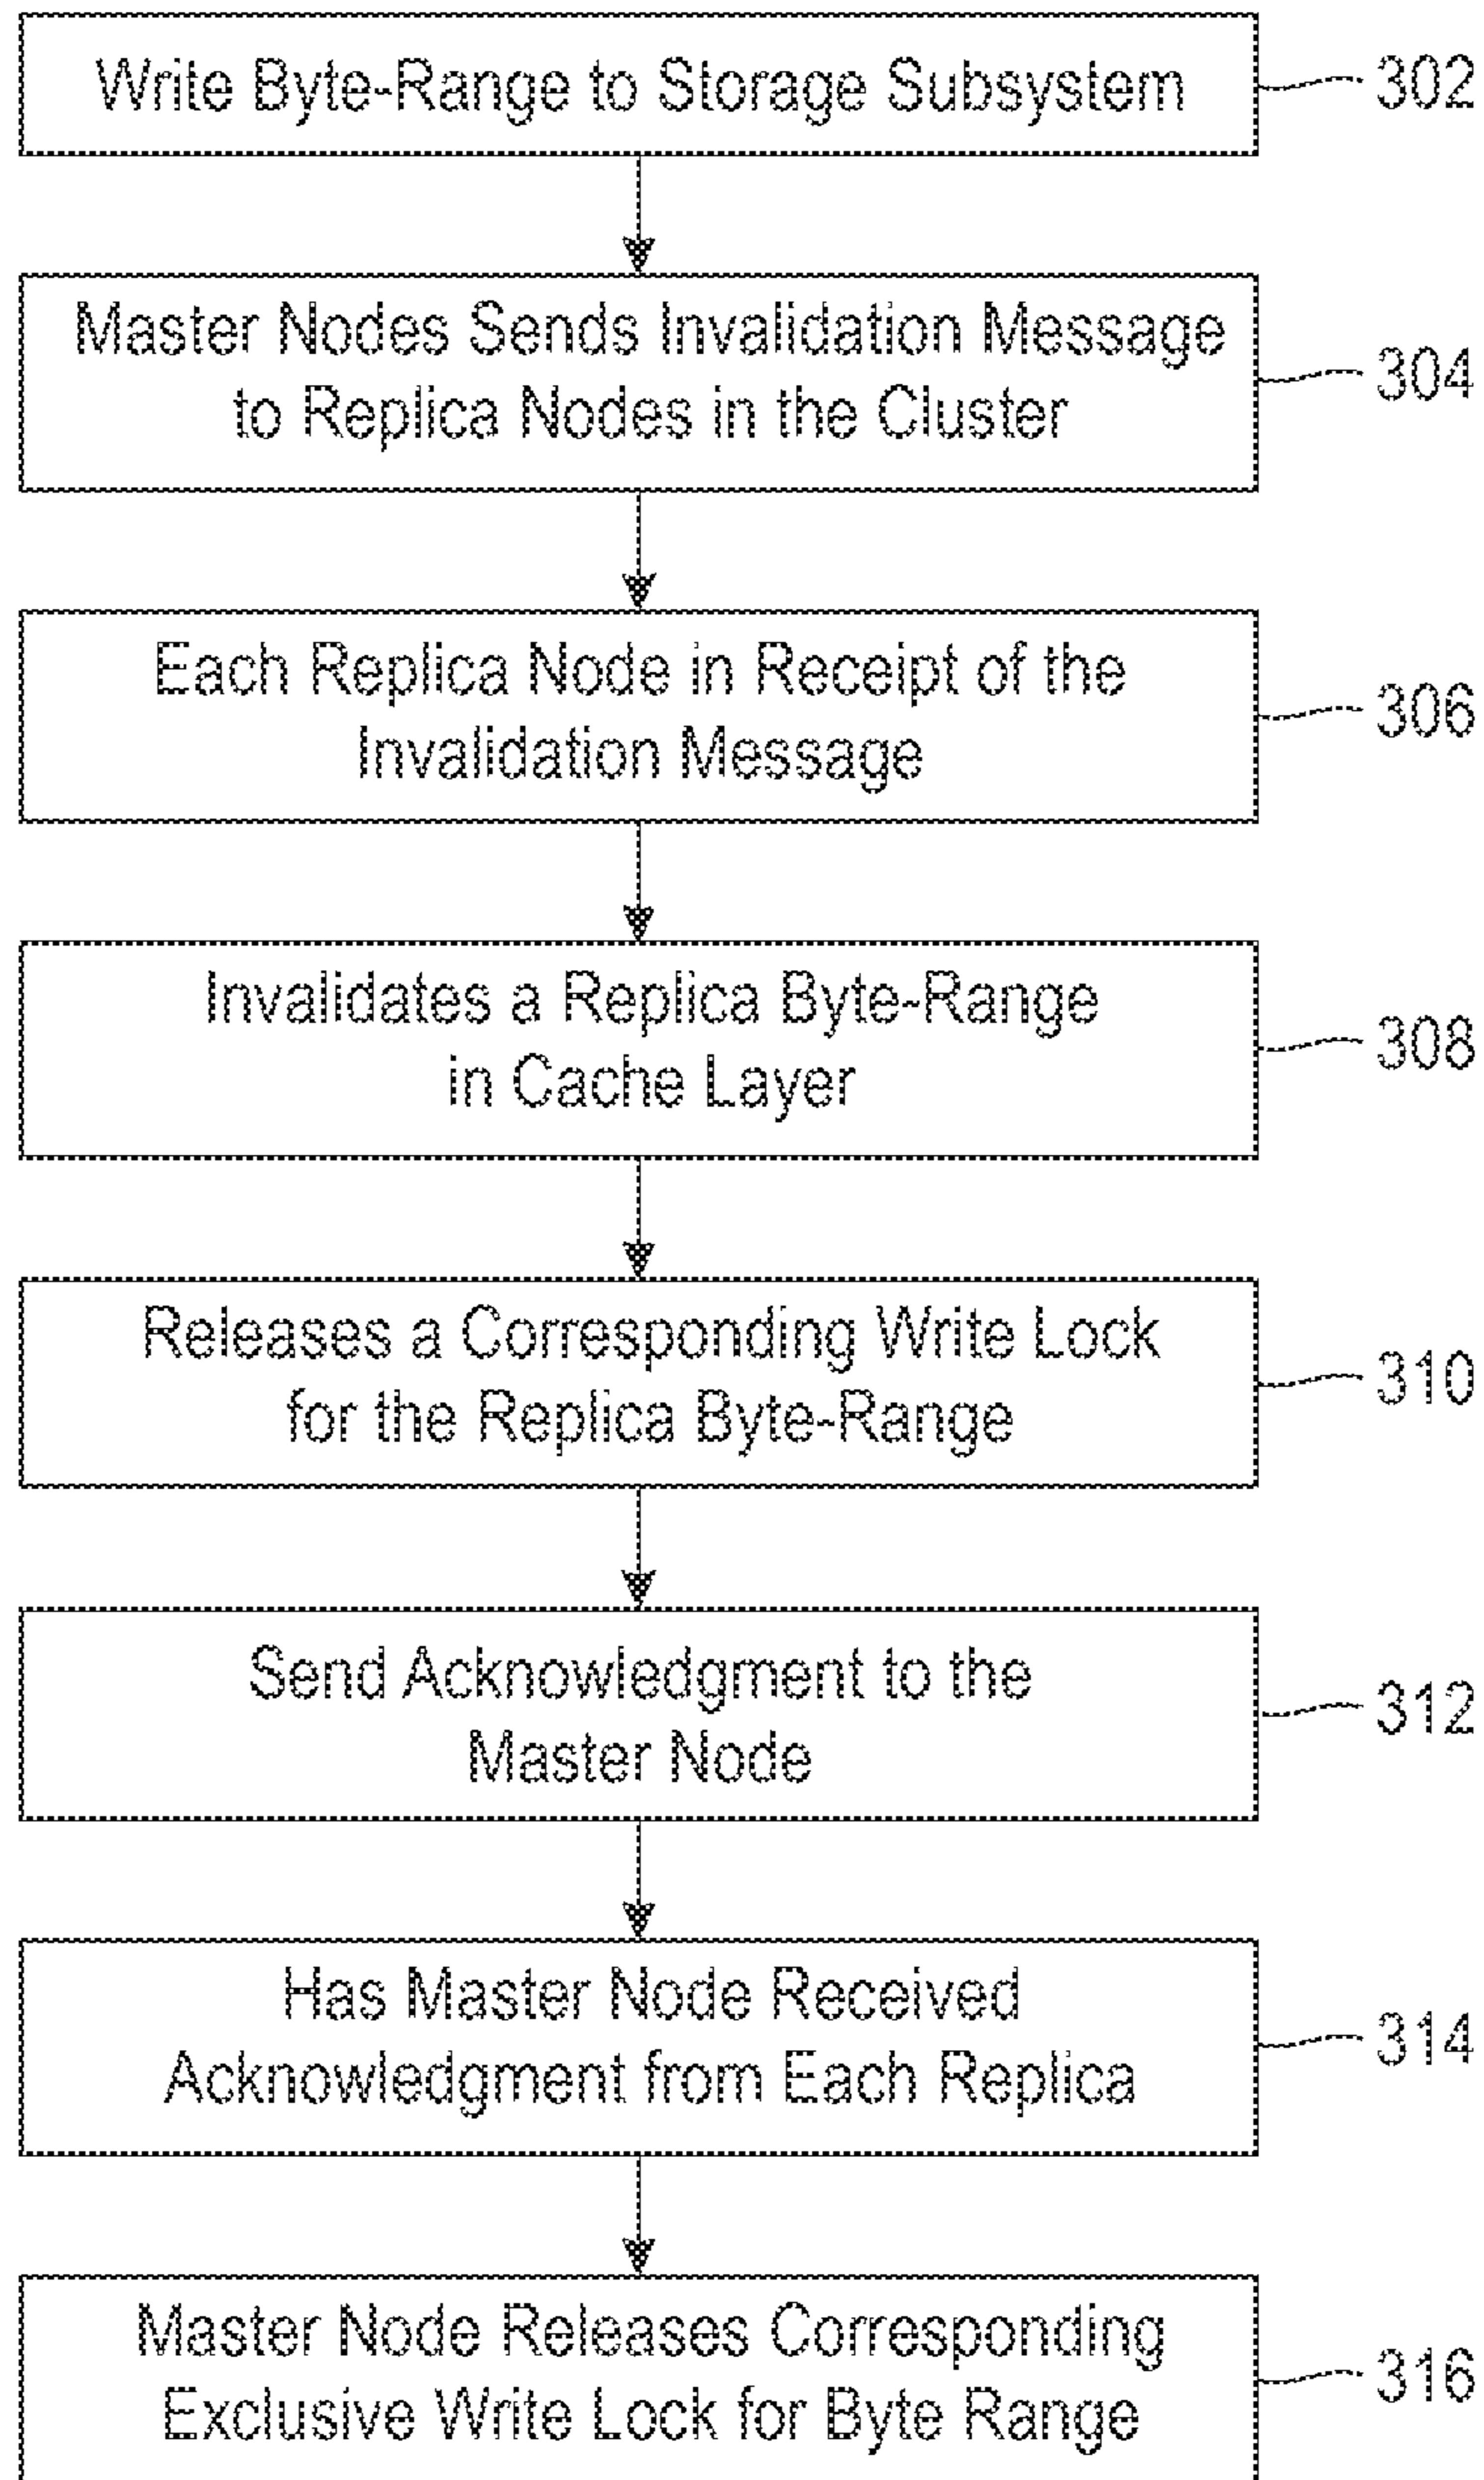 Write Byte-Range to Storage Subsystem
302
Master Nodes Sends Invalidation Message
to Replica Nodes in the Cluster
304
Each Replica Node in Receipt of the
Invalidation Message
306
Invalidates a Replica Byte-Range
in Cache Layer
308
Releases a Corresponding Write Lock
for the Replica Byte-Range
310
Send Acknowledgment to the
Master Node
312
Has Master Node Received
Acknowledgment from Each Replica
314
Master Node Releases Corresponding
Exclusive Write Lock for Byte Range
316